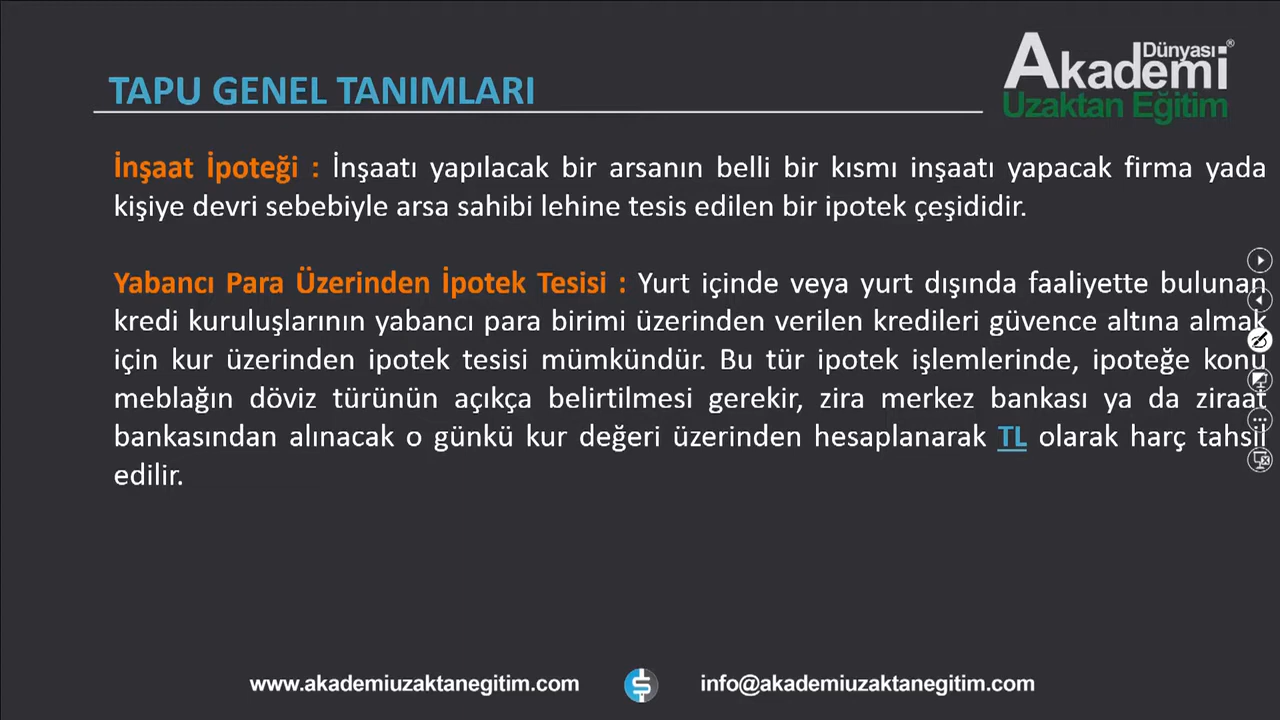 Dünyası®
Akademi
Uzaktan Eğitim
TAPU GENEL TANIMLARI
İnşaat İpoteği : İnşaatı yapılacak bir arsanın belli bir kısmı inşaatı yapacak firma yada
kişiye devri sebebiyle arsa sahibi lehine tesis edilen bir ipotek çeşididir.
Yabancı Para Üzerinden İpotek Tesisi : Yurt içinde veya yurt dışında faaliyette bulunan
kredi kuruluşlarının yabancı para birimi üzerinden verilen kredileri güvence altına almak
için kur üzerinden ipotek tesisi mümkündür. Bu tür ipotek işlemlerinde, ipoteğe konu
meblağın döviz türünün açıkça belirtilmesi gerekir, zira merkez bankası ya da ziraat
bankasından alınacak o günkü kur değeri üzerinden hesaplanarak TL olarak harç tahsil
edilir.
www.akademiuzaktanegitim.com info@akademiuzaktanegitim.com